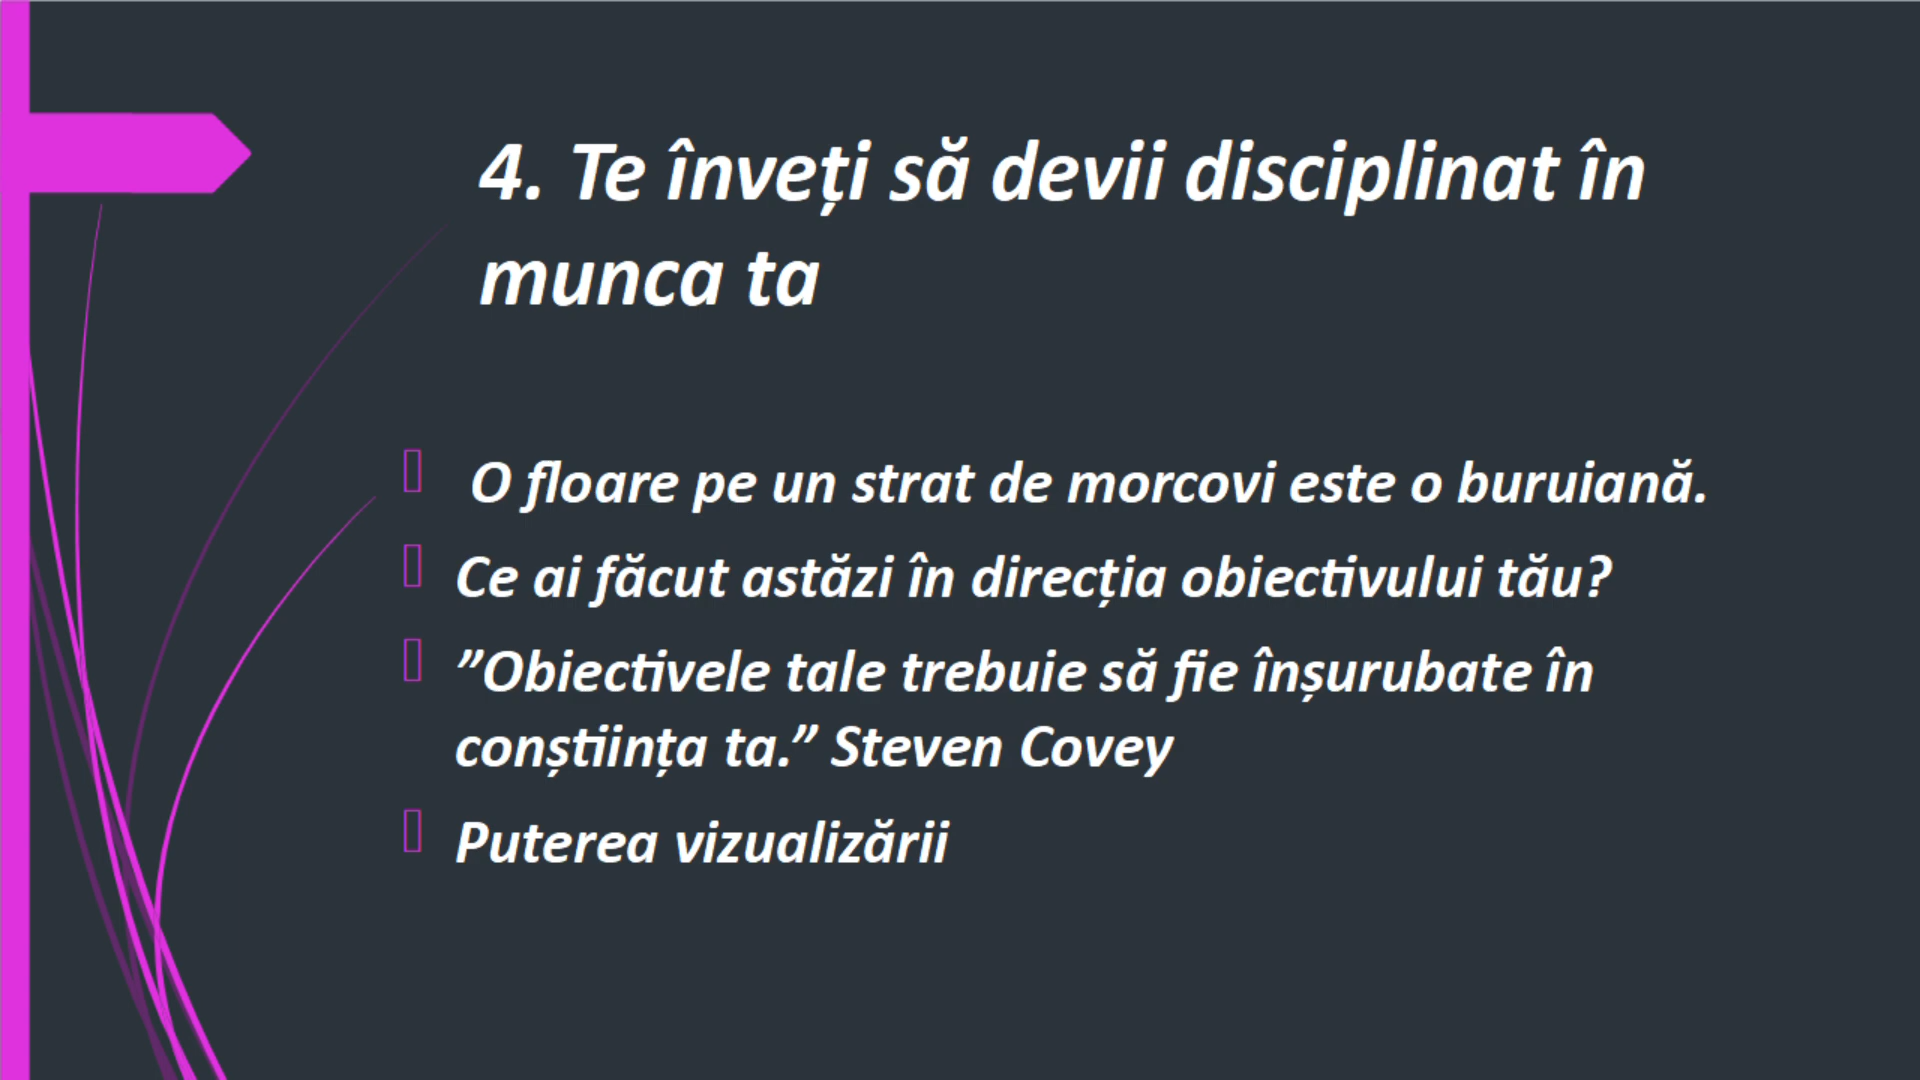 4. Te înveți să devii disciplinat în
munca ta
O floare pe un strat de morcovi este o buruiană.
Ce ai făcut astăzi în direcția obiectivului tău?
”Obiectivele tale trebuie să fie înșurubate în
conștiința ta.” Steven Covey
Puterea vizualizării